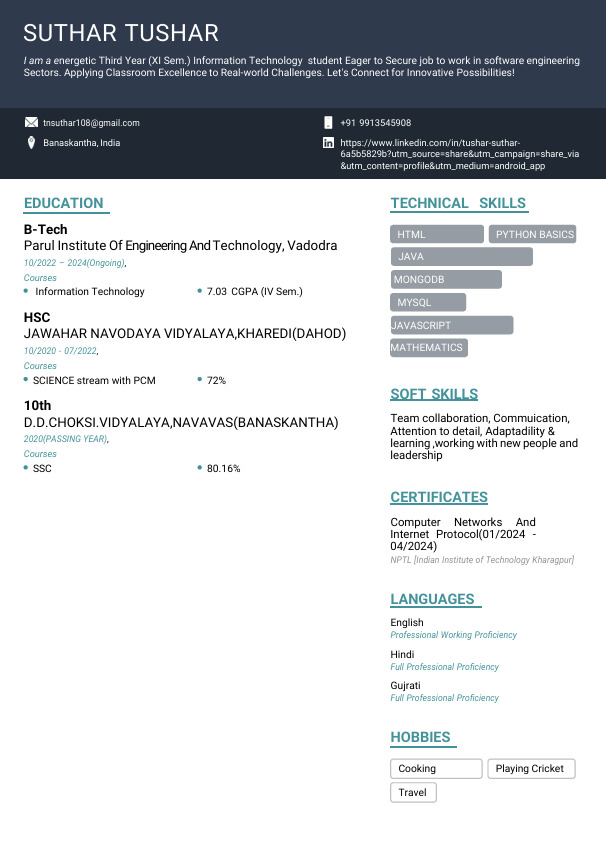 SUTHAR TUSHAR
I am a energetic Third Year (XI Sem.) Information Technology student Eager to Secure job to work in software engineering
Sectors. Applying Classroom Excellence to Real-world Challenges. Let's Connect for Innovative Possibilities!
tnsuthar108@gmail.com
+91 9913545908
Banaskantha, India
https://www.linkedin.com/in/tushar-suthar-
6a5b5829b?utm_source=share&utm_campaign=share_via
&utm_content=profile&utm_medium=android_app
EDUCATION
B-Tech
Parul Institute Of Engineering And Technology, Vadodra
10/2022 – 2024(Ongoing),
Courses
• Information Technology • 7.03 CGPA (IV Sem.)
HSC
JAWAHAR NAVODAYA VIDYALAYA,KHAREDI(DAHOD)
10/2020 - 07/2022,
Courses
• SCIENCE stream with PCM • 72%
10th
D.D.CHOKSI.VIDYALAYA,NAVAVAS(BANASKANTHA)
2020(PASSING YEAR),
Courses
• SSC • 80.16%
TECHNICAL SKILLS
HTML PYTHON BASICS
JAVA
MONGODB
MYSQL
JAVASCRIPT
MATHEMATICS
SOFT SKILLS
Team collaboration, Commuication,
Attention to detail, Adaptadility &
learning ,working with new people and
leadership
CERTIFICATES
Computer Networks And
Internet Protocol(01/2024 -
04/2024)
NPTL [Indian Institute of Technology Kharagpur]
LANGUAGES
English
Professional Working Proficiency
Hindi
Full Professional Proficiency
Gujrati
Full Professional Proficiency
HOBBIES
Cooking Playing Cricket
Travel